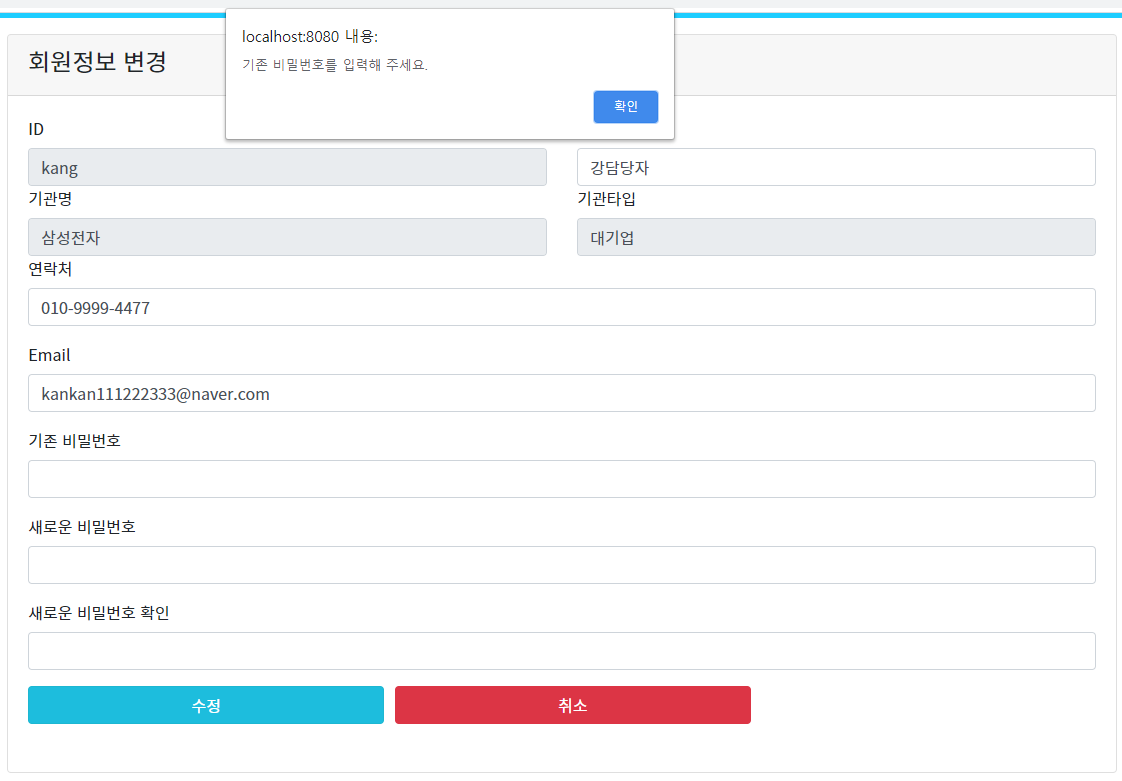 localhost:8080 내용:
기존 비밀번호를 입력해 주세요.
확인
회원정보 변경
ID
kang
강담당자
기관명
기관타입
삼성전자
대기업
연락처
010-9999-4477
Email
kankan111222333@naver.com
기존 비밀번호
새로운 비밀번호
새로운 비밀번호 확인
수정
취소